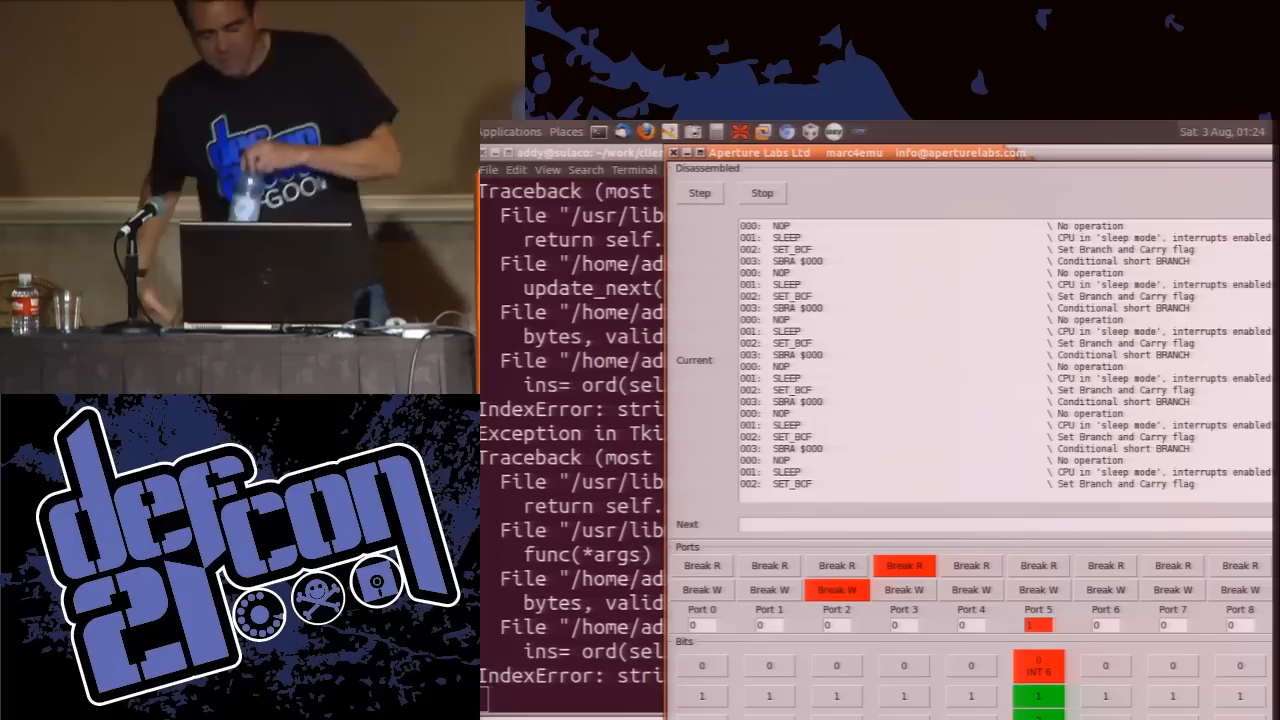 defcon
21
Applications Places
Sat 3 Aug, 01:24
addy@sulaco: ~/work/clien
File Edit View Search Terminal
Traceback (most
File "/usr/lib
return self.
File "/home/ad
update_next(
File "/home/ad
bytes, valid
File "/home/ad
ins= ord(sel
IndexError: stri
Exception in Tki
Traceback (most
File "/usr/lib
return self.
File "/usr/lib
func(*args)
File "/home/ad
bytes, valid
File "/home/ad
ins= ord(sel
IndexError: stri
Aperture Labs Ltd marc4emu info@aperturelabs.com
Disassembled
Step Stop
Current
000: NOP \ No operation
001: SLEEP \ CPU in 'sleep mode', interrupts enabled
002: SET_BCF \ Set Branch and Carry flag
003: SBRA $000 \ Conditional short BRANCH
000: NOP \ No operation
001: SLEEP \ CPU in 'sleep mode', interrupts enabled
002: SET_BCF \ Set Branch and Carry flag
003: SBRA $000 \ Conditional short BRANCH
000: NOP \ No operation
001: SLEEP \ CPU in 'sleep mode', interrupts enabled
002: SET_BCF \ Set Branch and Carry flag
003: SBRA $000 \ Conditional short BRANCH
000: NOP \ No operation
001: SLEEP \ CPU in 'sleep mode', interrupts enabled
002: SET_BCF \ Set Branch and Carry flag
003: SBRA $000 \ Conditional short BRANCH
000: NOP \ No operation
001: SLEEP \ CPU in 'sleep mode', interrupts enabled
002: SET_BCF \ Set Branch and Carry flag
003: SBRA $000 \ Conditional short BRANCH
000: NOP \ No operation
001: SLEEP \ CPU in 'sleep mode', interrupts enabled
002: SET_BCF \ Set Branch and Carry flag
Next
Ports
Break R Break R Break R Break R Break R Break R Break R Break R Break R
Break W Break W Break W Break W Break W Break W Break W Break W Break W
Port 0 Port 1 Port 2 Port 3 Port 4 Port 5 Port 6 Port 7 Port 8
0 0 0 0 0 1 0 0 0
Bits
0 0 0 0 0 0 0 0 0
INT 6
1 1 1 1 1 1 1 1 1